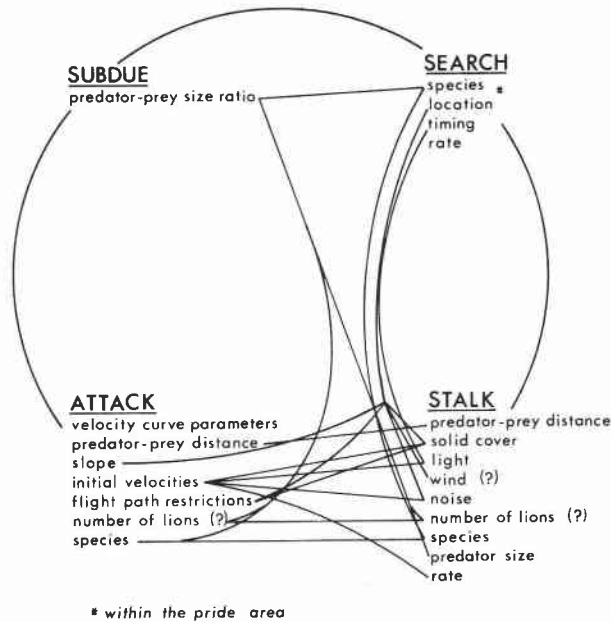 SUBDUE
predator-prey size ratio
SEARCH
species *
location
timing
rate
ATTACK
velocity curve parameters
predator-prey distance
slope
initial velocities
flight path restrictions
number of lions (?)
species
STALK
predator-prey distance
solid cover
light
wind (?)
noise
number of lions (?)
species
predator size
rate
* within the pride area